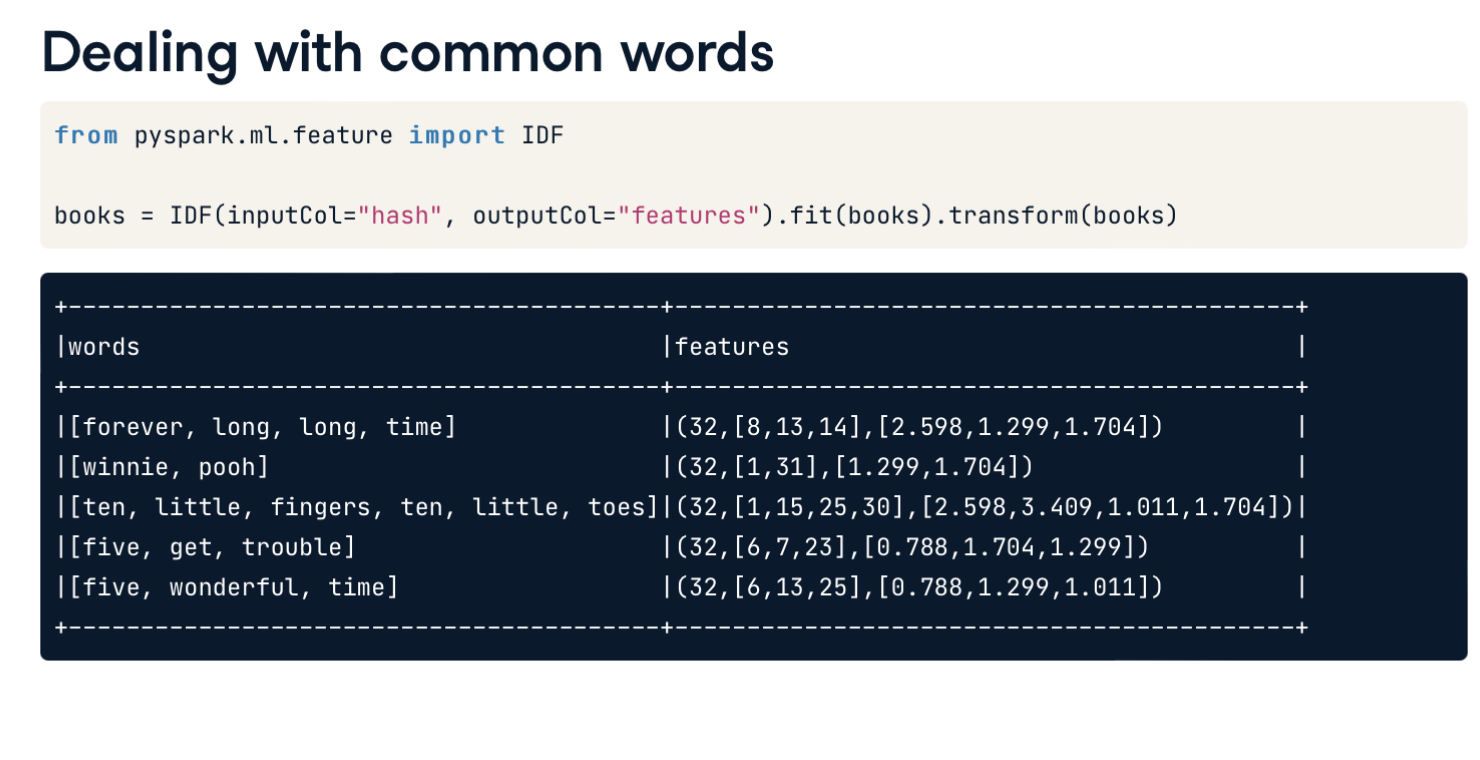 Dealing with common words
from pyspark.ml.feature import IDF
books = IDF(inputCol="hash", outputCol="features").fit(books).transform(books)
+-----------------------------------------+-------------------------------------------+
|words                                    |features                                   |
+-----------------------------------------+-------------------------------------------+
|[forever, long, long, time]              |(32,[8,13,14],[2.598,1.299,1.704])         |
|[winnie, pooh]                           |(32,[1,31],[1.299,1.704])                  |
|[ten, little, fingers, ten, little, toes]|(32,[1,15,25,30],[2.598,3.409,1.011,1.704])|
|[five, get, trouble]                     |(32,[6,7,23],[0.788,1.704,1.299])          |
|[five, wonderful, time]                  |(32,[6,13,25],[0.788,1.299,1.011])         |
+-----------------------------------------+-------------------------------------------+